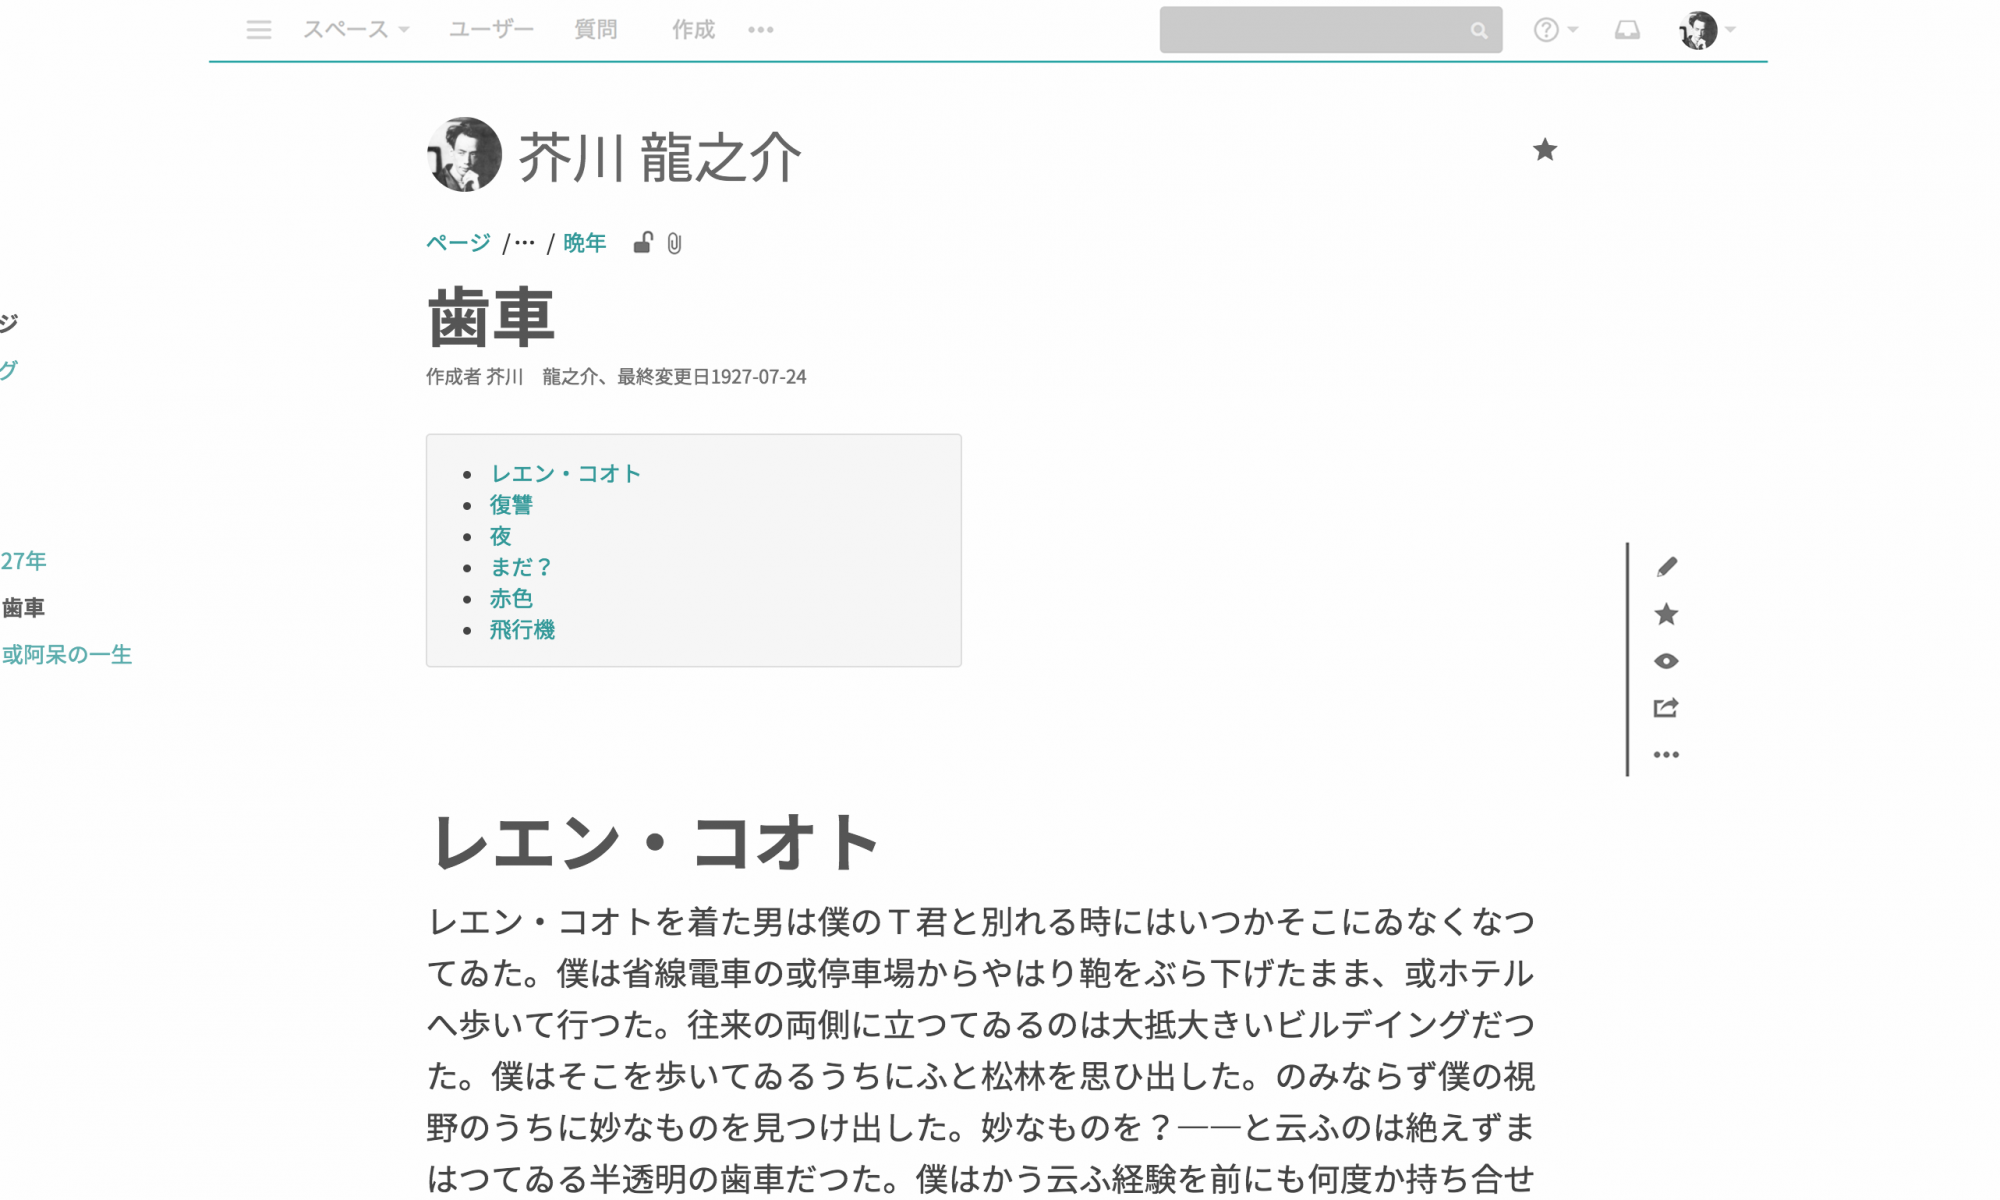 スペース ユーザー 質問 作成
芥川 龍之介
ページ / ··· / 晩年
歯車
作成者 芥川　龍之介、最終変更日1927-07-24
ジ
グ
27年
歯車
或阿呆の一生
レエン・コオト
復讐
夜
まだ？
赤色
飛行機
レエン・コオト
レエン・コオトを着た男は僕のＴ君と別れる時にはいつかそこにゐなくなつ
てゐた。僕は省線電車の或停車場からやはり鞄をぶら下げたまま、或ホテル
へ歩いて行つた。往来の両側に立つてゐるのは大抵大きいビルデイングだつ
た。僕はそこを歩いてゐるうちにふと松林を思ひ出した。のみならず僕の視
野のうちに妙なものを見つけ出した。妙なものを？――と云ふのは絶えずま
はつてゐる半透明の歯車だつた。僕はかう云ふ経験を前にも何度か持ち合せ